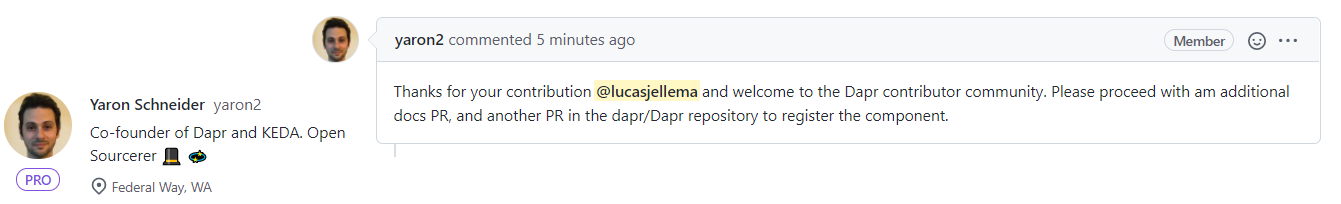 yaron2 commented 5 minutes ago
Member
Thanks for your contribution @lucasjellema and welcome to the Dapr contributor community. Please proceed with am additional
docs PR, and another PR in the dapr/Dapr repository to register the component.
Yaron Schneider yaron2
Co-founder of Dapr and KEDA. Open
Sourcerer
PRO
Federal Way, WA